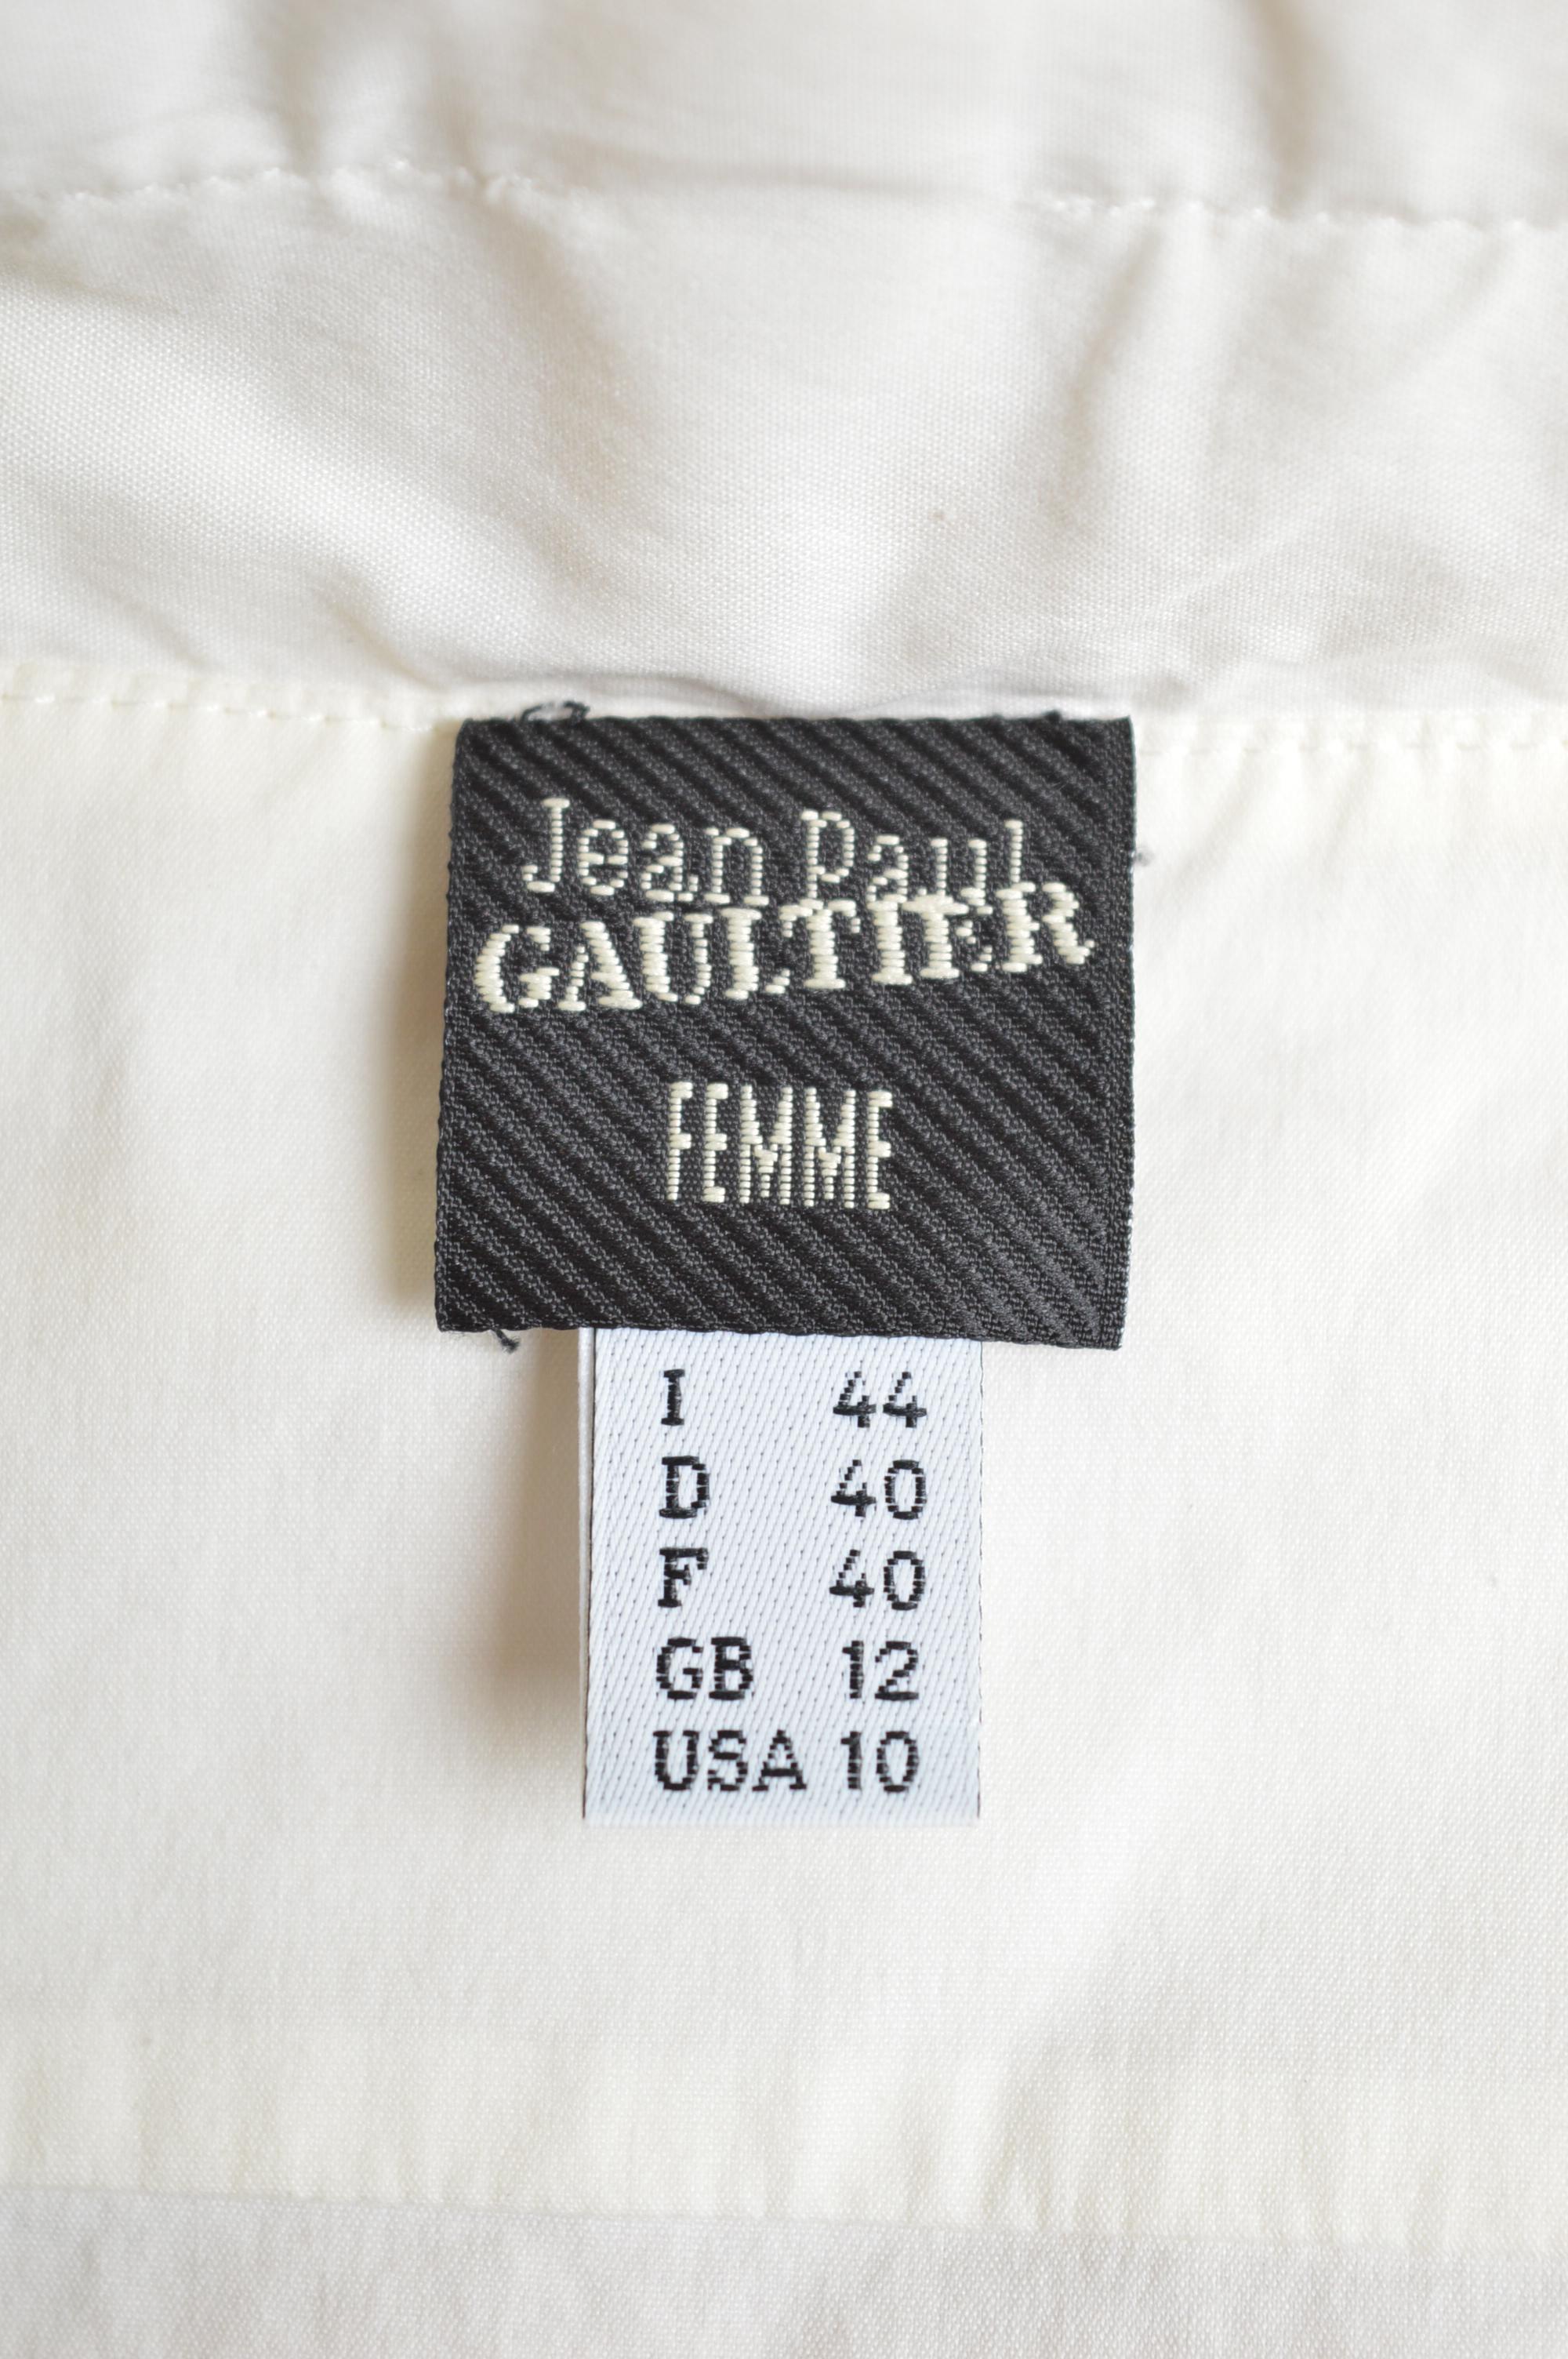 Jean Paul
GAULTIER
FEMME
I 44
D 40
F 40
GB 12
USA 10